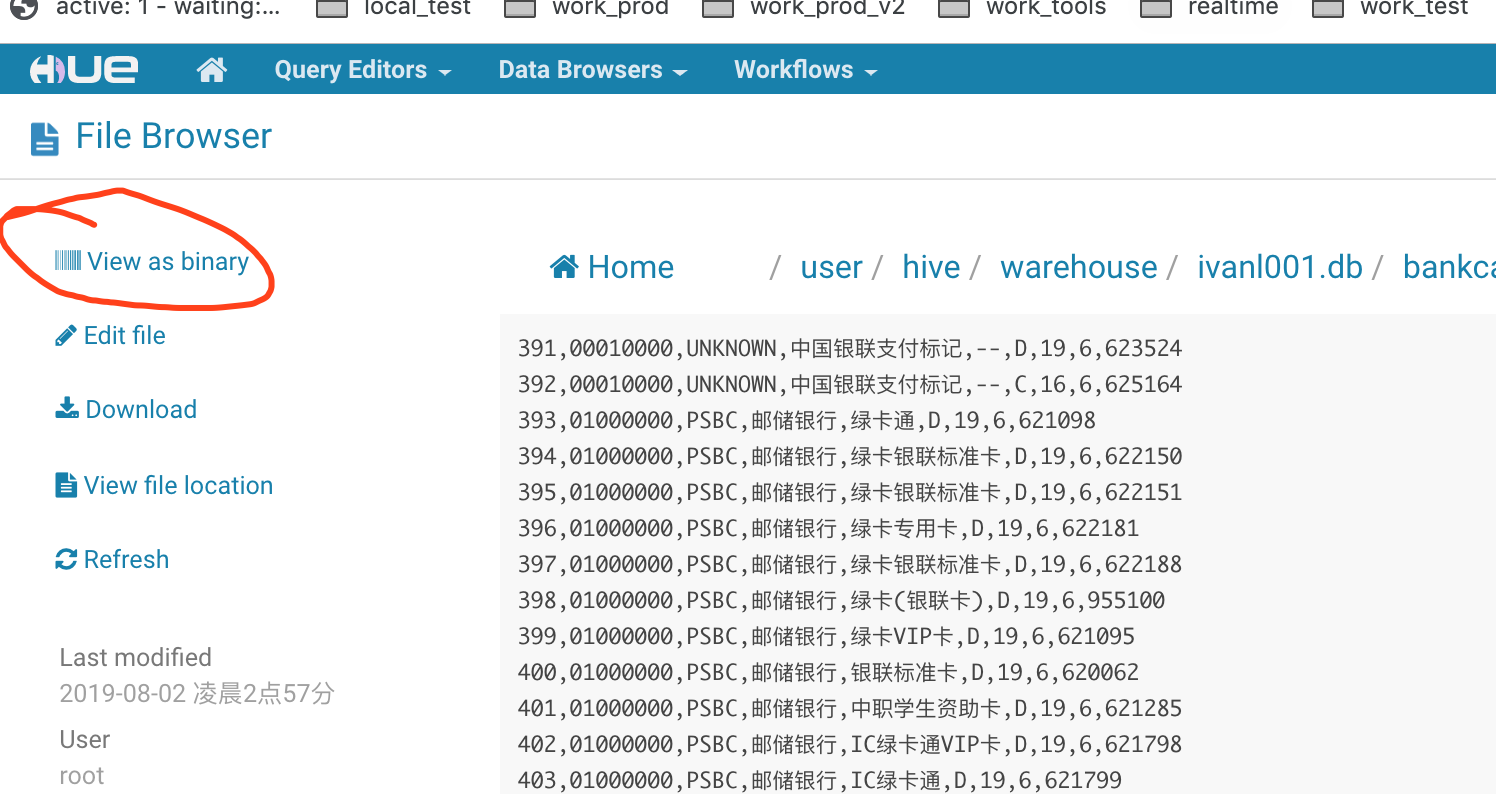 active: 1 - waiting:... local_test work_prod work_prod_v2 work_tools realtime work_test
HUE Query Editors Data Browsers Workflows
File Browser
View as binary
Edit file
Download
View file location
Refresh
Last modified
2019-08-02 凌晨2点57分
User
root
Home / user / hive / warehouse / ivanl001.db / bankca
391,00010000,UNKNOWN,中国银联支付标记,--,D,19,6,623524
392,00010000,UNKNOWN,中国银联支付标记,--,C,16,6,625164
393,01000000,PSBC,邮储银行,绿卡通,D,19,6,621098
394,01000000,PSBC,邮储银行,绿卡银联标准卡,D,19,6,622150
395,01000000,PSBC,邮储银行,绿卡银联标准卡,D,19,6,622151
396,01000000,PSBC,邮储银行,绿卡专用卡,D,19,6,622181
397,01000000,PSBC,邮储银行,绿卡银联标准卡,D,19,6,622188
398,01000000,PSBC,邮储银行,绿卡(银联卡),D,19,6,955100
399,01000000,PSBC,邮储银行,绿卡VIP卡,D,19,6,621095
400,01000000,PSBC,邮储银行,银联标准卡,D,19,6,620062
401,01000000,PSBC,邮储银行,中职学生资助卡,D,19,6,621285
402,01000000,PSBC,邮储银行,IC绿卡通VIP卡,D,19,6,621798
403,01000000,PSBC,邮储银行,IC绿卡通,D,19,6,621799